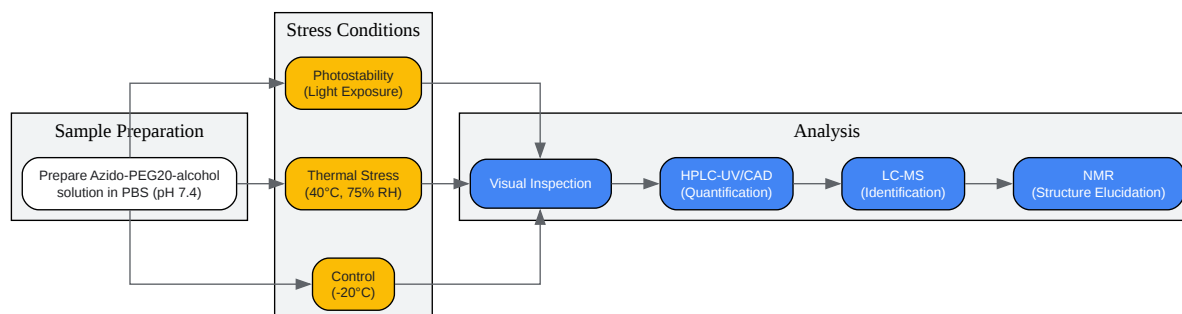 Stress Conditions
Photostability
(Light Exposure)
Sample Preparation
Analysis
Prepare Azido-PEG20-alcohol
solution in PBS (pH 7.4)
Thermal Stress
(40°C, 75% RH)
Visual Inspection
HPLC-UV/CAD
(Quantification)
LC-MS
(Identification)
NMR
(Structure Elucidation)
Control
(-20°C)